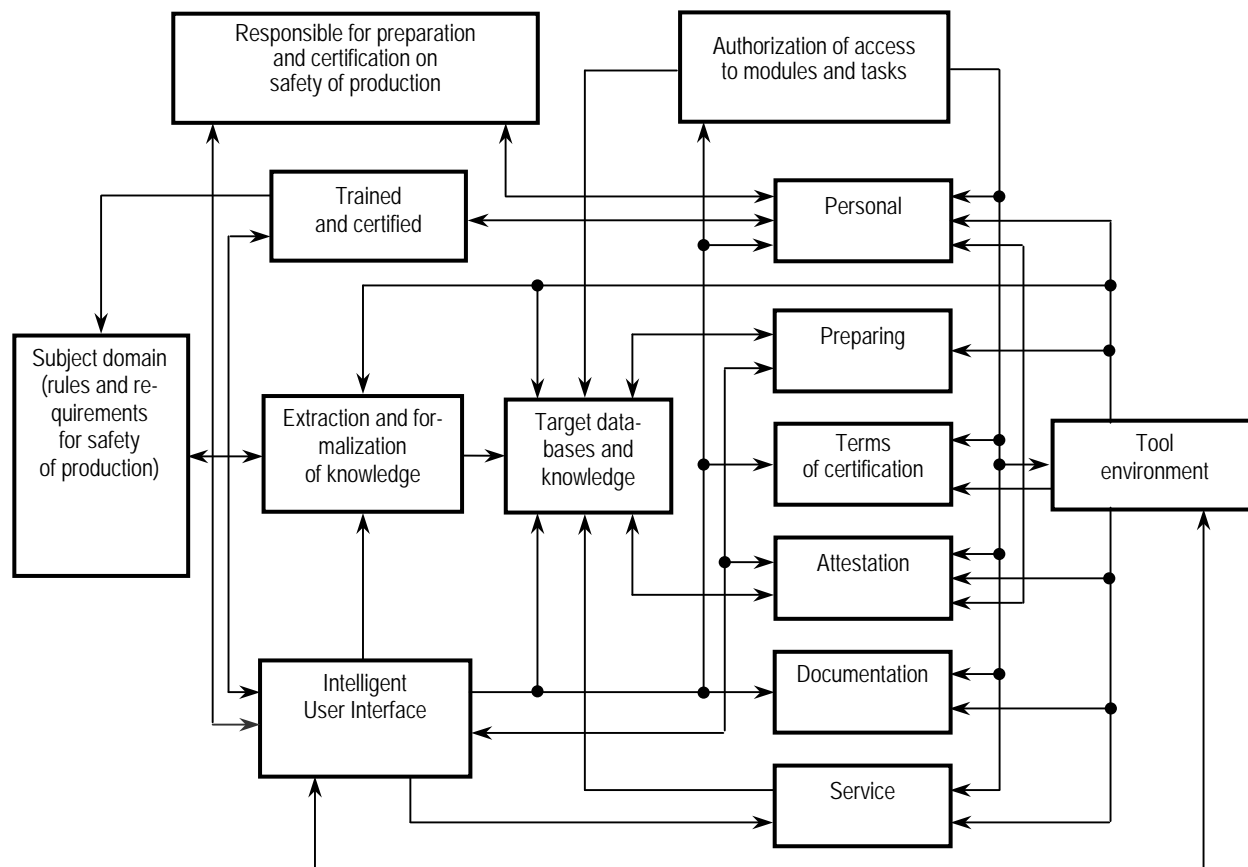 Responsible for preparation
and certification on
safety of production
Authorization of access
to modules and tasks
Trained
and certified
Personal
Subject domain
(rules and re-
quirements
for safety
of production)
Extraction and for-
malization
of knowledge
Target data-
bases and
knowledge
Preparing
Terms
of certification
Tool
environment
Attestation
Intelligent
User Interface
Documentation
Service